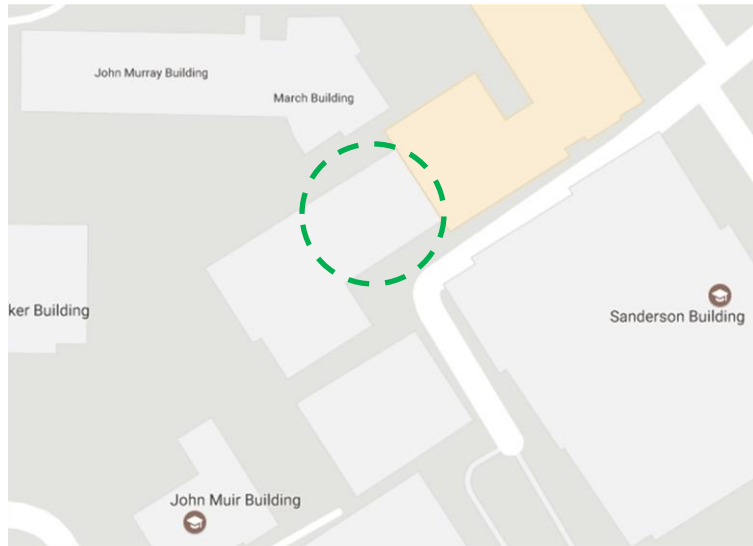 John Murray Building
March Building
ker Building
Sanderson Building
John Muir Building